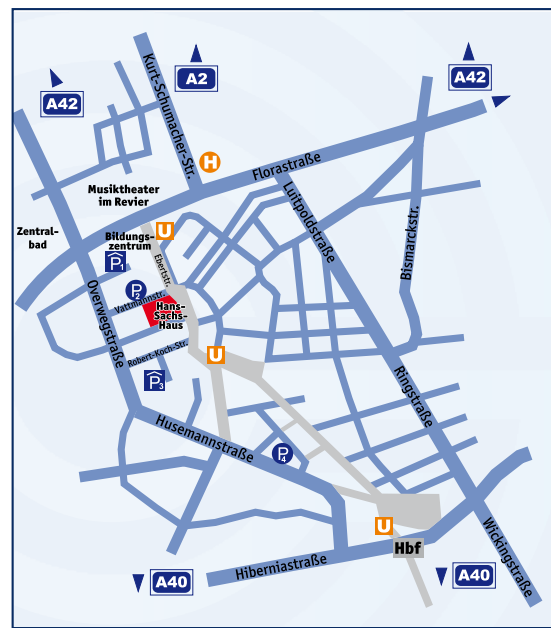 A2
A42
A42
Kurt-Schumacher-Str.
H
Florastraße
Musiktheater
im Revier
Luitpoldstraße
Bismarckstr.
Zentral-
bad
U
Bildungs-
zentrum
P1
Ebertstr.
P2
Vattmannstr.
Hans-
Sachs-
Haus
Overwegstraße
Robert-Koch-Str.
U
P3
Ringstraße
Husemannstraße
P4
U
Hbf
Wickingstraße
Hiberniastraße
A40
A40